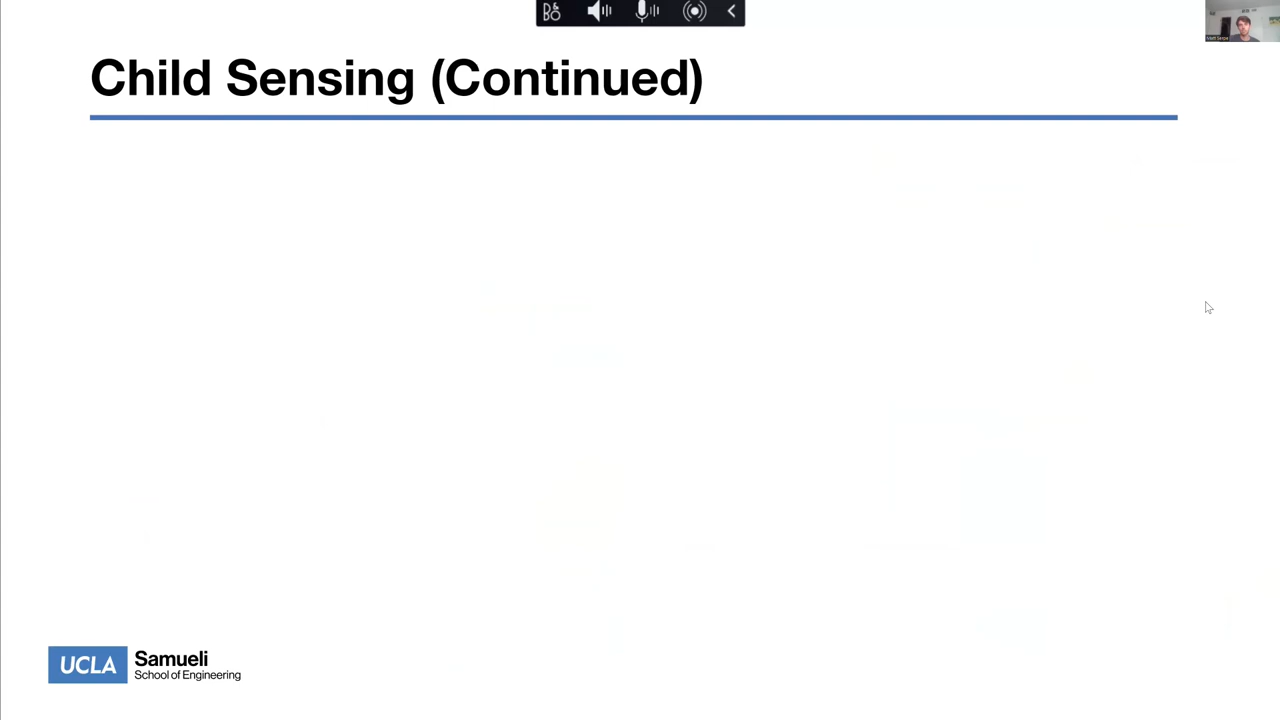 B&O
Child Sensing (Continued)
UCLA
Samueli
School of Engineering